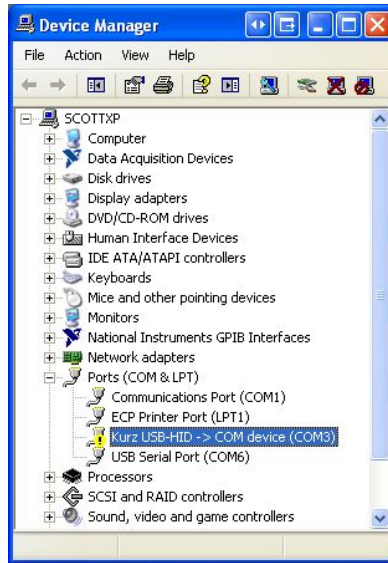 Device Manager
File Action View Help
SCOTTXP
Computer
Data Acquisition Devices
Disk drives
Display adapters
DVD/CD-ROM drives
Human Interface Devices
IDE ATA/ATAPI controllers
Keyboards
Mice and other pointing devices
Monitors
National Instruments GPIB Interfaces
Network adapters
Ports (COM & LPT)
Communications Port (COM1)
ECP Printer Port (LPT1)
Kurz USB-HID -> COM device (COM3)
USB Serial Port (COM6)
Processors
SCSI and RAID controllers
Sound, video and game controllers